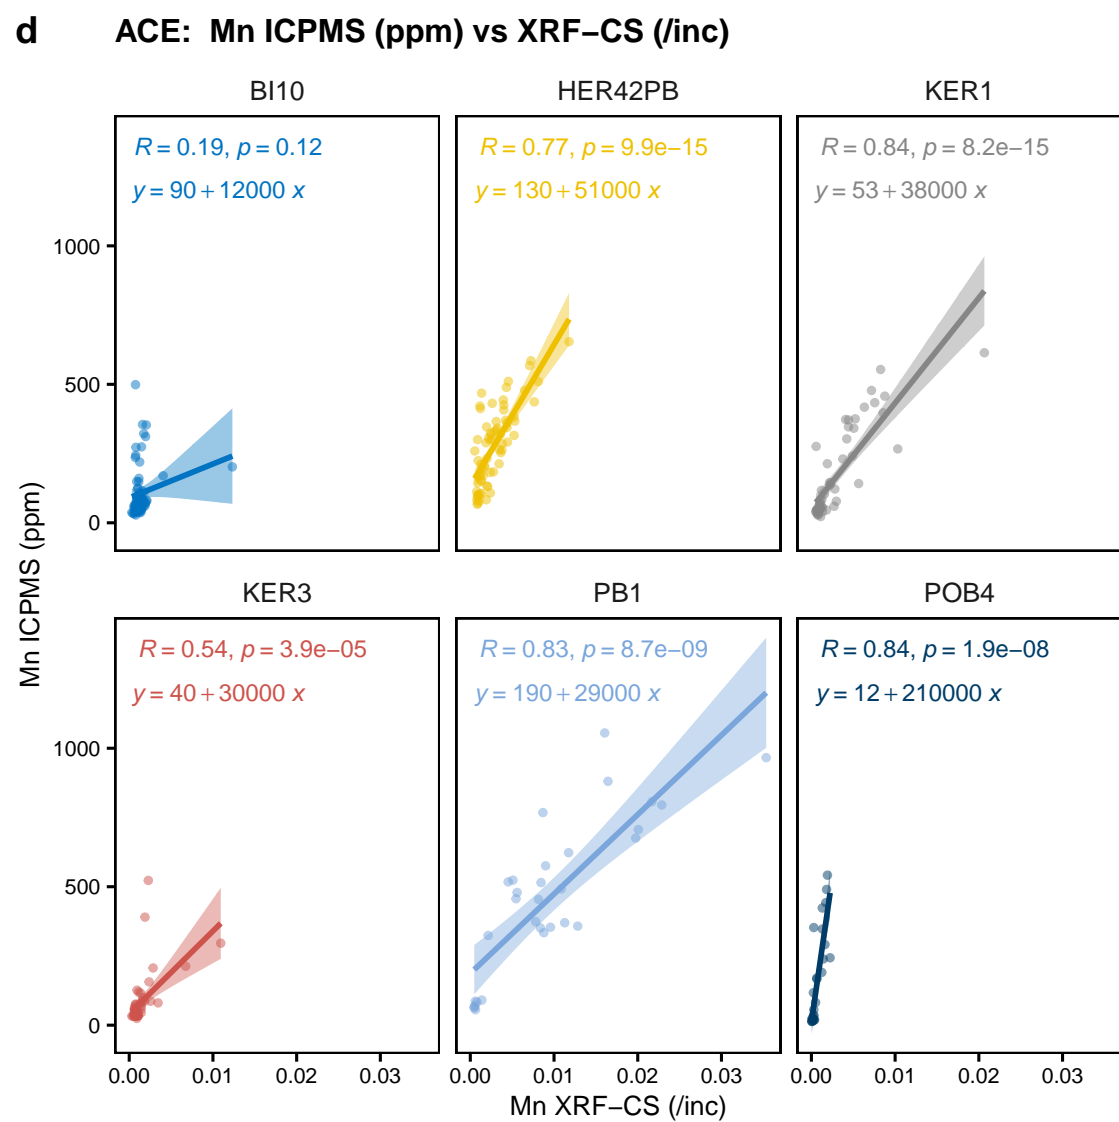 d ACE: Mn ICPMS (ppm) vs XRF−CS (/inc)
BI10 HER42PB KER1
R = 0.19, p = 0.12 R = 0.77, p = 9.9e−15 R = 0.84, p = 8.2e−15
y = 90 + 12000 x y = 130 + 51000 x y = 53 + 38000 x
1000
500
0
Mn ICPMS (ppm)
KER3 PB1 POB4
R = 0.54, p = 3.9e−05 R = 0.83, p = 8.7e−09 R = 0.84, p = 1.9e−08
y = 40 + 30000 x y = 190 + 29000 x y = 12 + 210000 x
1000
500
0
0.00 0.01 0.02 0.03 0.00 0.01 0.02 0.03 0.00 0.01 0.02 0.03
Mn XRF−CS (/inc)